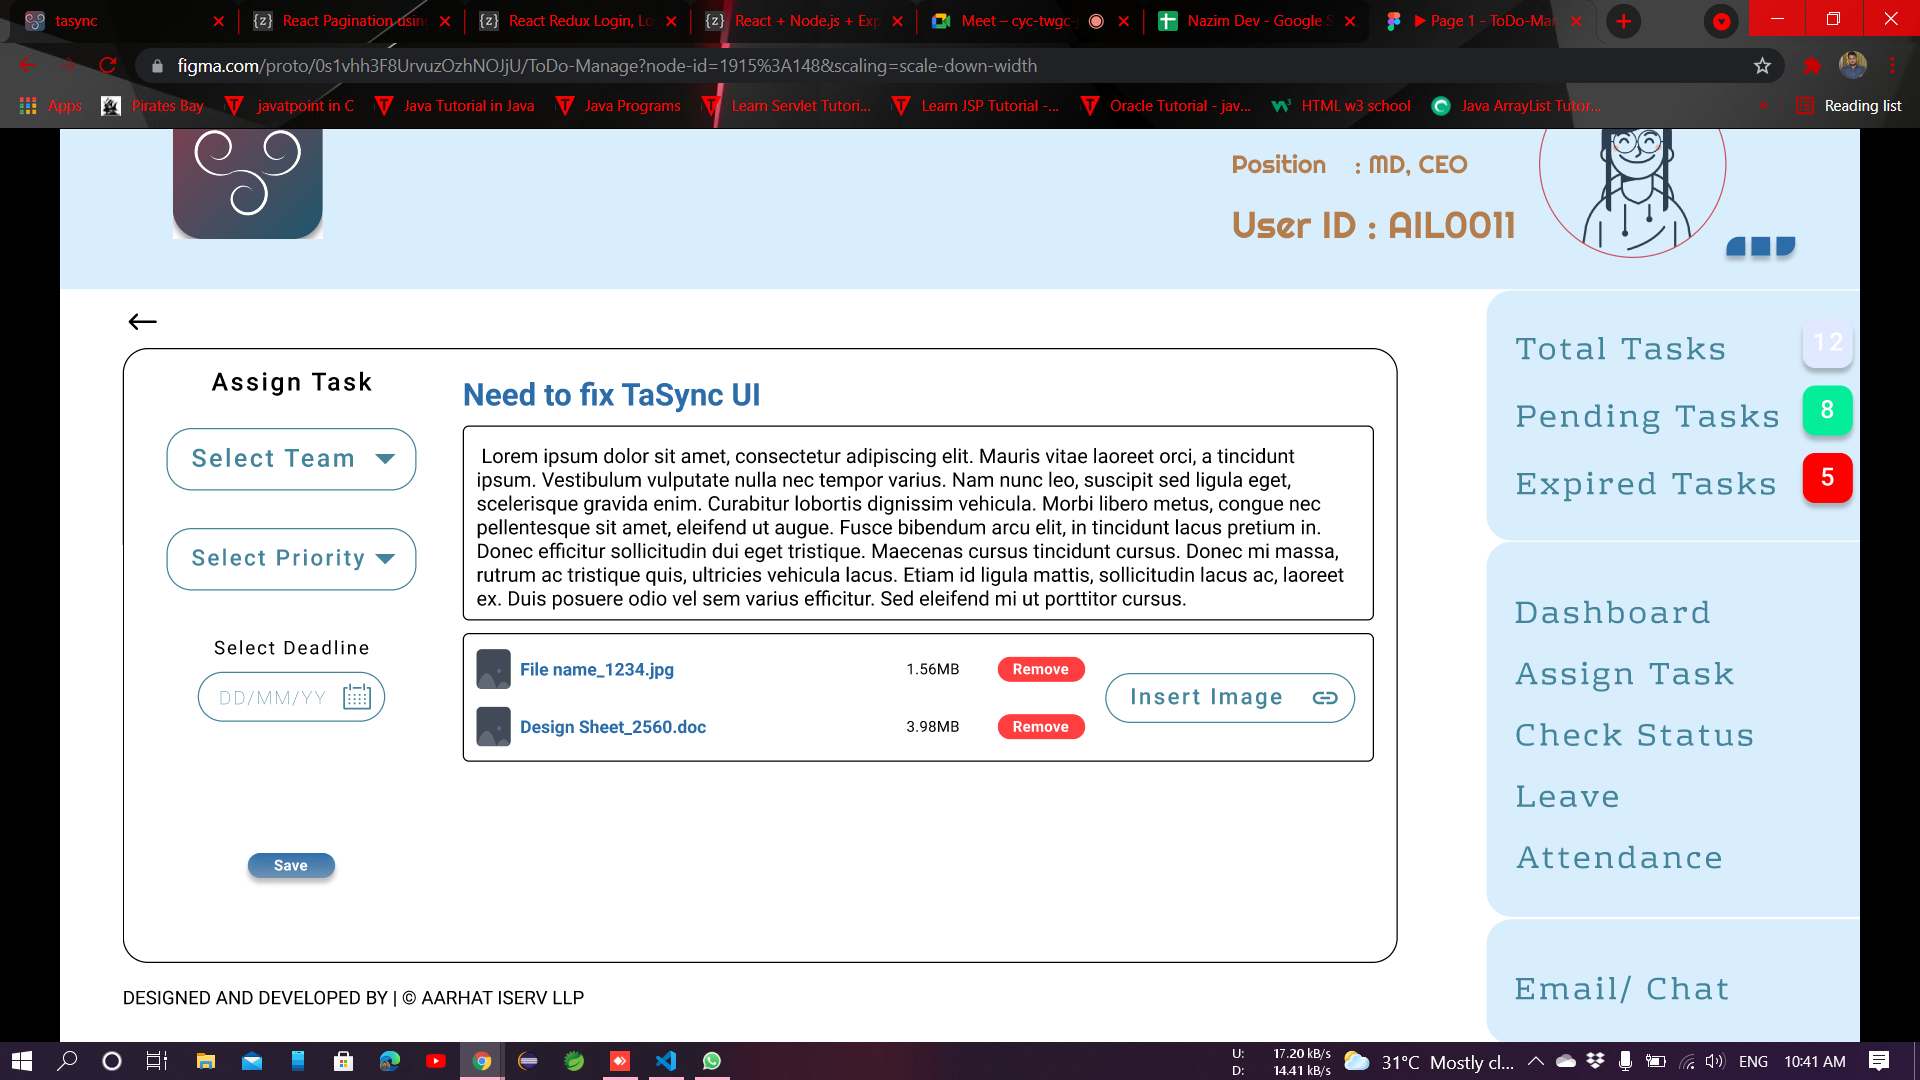 tasync
React Pagination usin
React Redux Login, Lo
React + Node.js + Exp
Meet – cyc-twgc-
Nazim Dev - Google S
Page 1 - ToDo-Ma
figma.com/proto/0s1vhh3F8UrvuzOzhNOJjU/ToDo-Manage?node-id=1915%3A148&scaling=scale-down-width
Apps
Pirates Bay
javatpoint in C
Java Tutorial in Java
Java Programs
Learn Servlet Tutori...
Learn JSP Tutorial -...
Oracle Tutorial - jav...
HTML w3 school
Java ArrayList Tutor...
Reading list
Position : MD, CEO
User ID : AIL0011
Assign Task
Select Team
Select Priority
Select Deadline
DD/MM/YY
Save
Need to fix TaSync UI
Lorem ipsum dolor sit amet, consectetur adipiscing elit. Mauris vitae laoreet orci, a tincidunt
ipsum. Vestibulum vulputate nulla nec tempor varius. Nam nunc leo, suscipit sed ligula eget,
scelerisque gravida enim. Curabitur lobortis dignissim vehicula. Morbi libero metus, congue nec
pellentesque sit amet, eleifend ut augue. Fusce bibendum arcu elit, in tincidunt lacus pretium in.
Donec efficitur sollicitudin dui eget tristique. Maecenas cursus tincidunt cursus. Donec mi massa,
rutrum ac tristique quis, ultricies vehicula lacus. Etiam id ligula mattis, sollicitudin lacus ac, laoreet
ex. Duis posuere odio vel sem varius efficitur. Sed eleifend mi ut porttitor cursus.
File name_1234.jpg 1.56MB Remove
Design Sheet_2560.doc 3.98MB Remove
Insert Image
Total Tasks 12
Pending Tasks 8
Expired Tasks 5
Dashboard
Assign Task
Check Status
Leave
Attendance
Email/ Chat
DESIGNED AND DEVELOPED BY | © AARHAT ISERV LLP
U: 17.20 kB/s
D: 14.41 kB/s
31°C Mostly cl...
ENG
10:41 AM